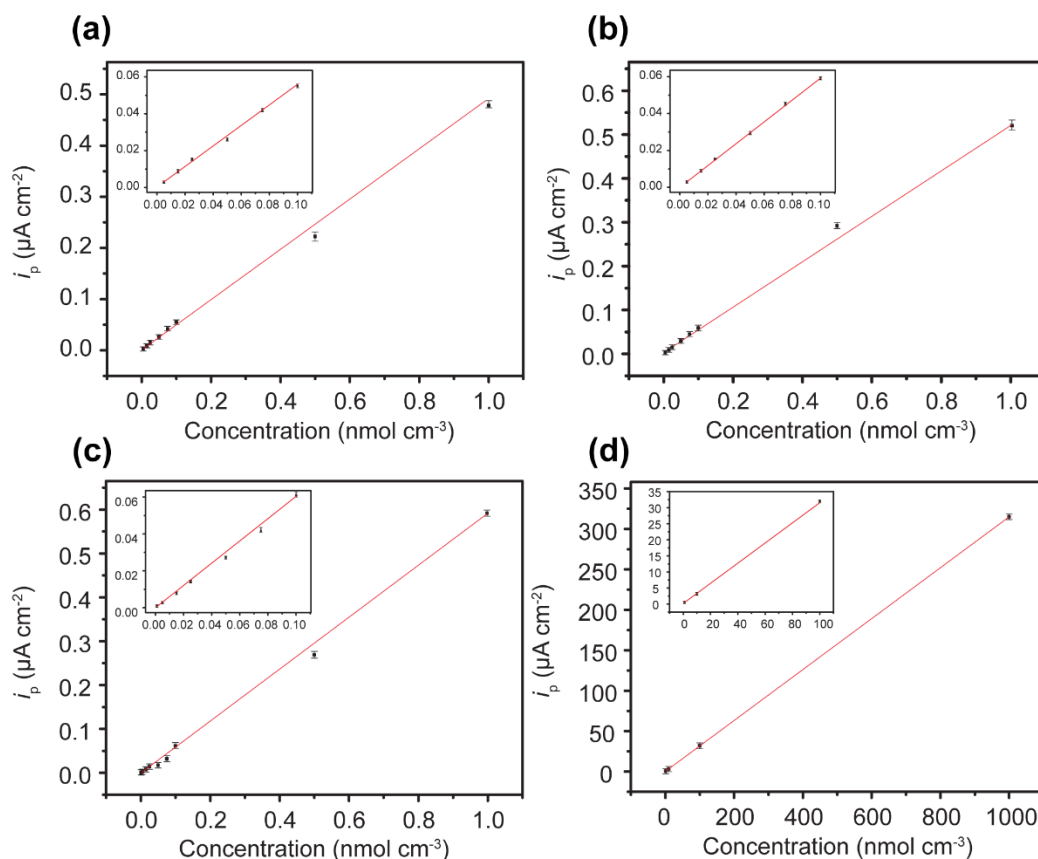 (a)
0.5
0.4
0.3
0.2
0.1
0.0
iₚ (µA cm⁻²)
0.0 0.2 0.4 0.6 0.8 1.0
Concentration (nmol cm⁻³)
0.06
0.04
0.02
0.00
0.00 0.02 0.04 0.06 0.08 0.10
(b)
0.6
0.5
0.4
0.3
0.2
0.1
0.0
iₚ (µA cm⁻²)
0.0 0.2 0.4 0.6 0.8 1.0
Concentration (nmol cm⁻³)
0.06
0.04
0.02
0.00
0.00 0.02 0.04 0.06 0.08 0.10
(c)
0.6
0.5
0.4
0.3
0.2
0.1
0.0
iₚ (µA cm⁻²)
0.0 0.2 0.4 0.6 0.8 1.0
Concentration (nmol cm⁻³)
0.06
0.04
0.02
0.00
0.00 0.02 0.04 0.06 0.08 0.10
(d)
350
300
250
200
150
100
50
0
iₚ (µA cm⁻²)
0 200 400 600 800 1000
Concentration (nmol cm⁻³)
35
30
25
20
15
10
5
0
0 20 40 60 80 100